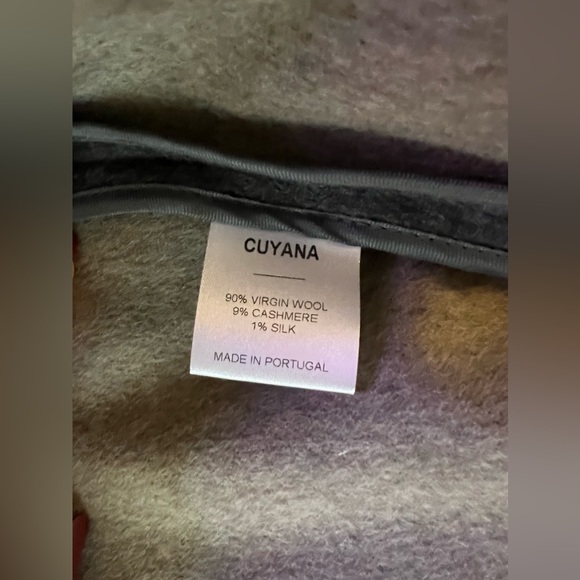 CUYANA
90% VIRGIN WOOL
9% CASHMERE
1% SILK
MADE IN PORTUGAL